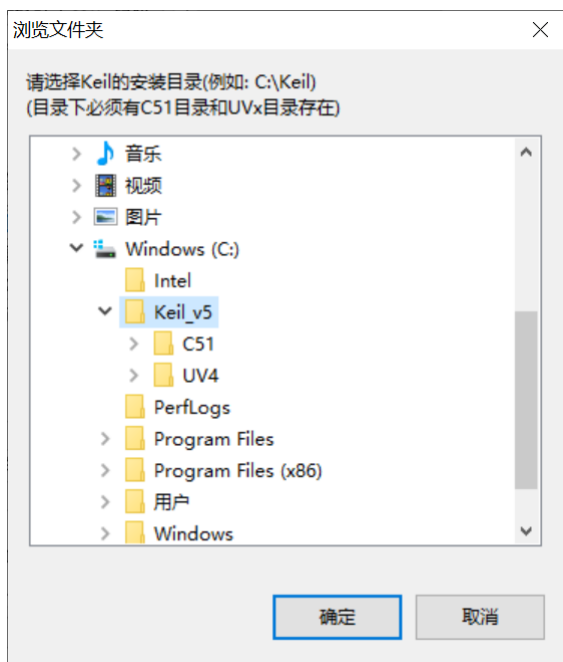 浏览文件夹
请选择Keil的安装目录(例如: C:\Keil)
(目录下必须有C51目录和UVx目录存在)
音乐
视频
图片
Windows (C:)
Intel
Keil_v5
C51
UV4
PerfLogs
Program Files
Program Files (x86)
用户
Windows
确定
取消